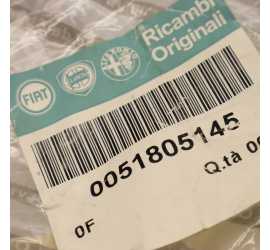 Ricambi
Originali
FIAT
LANCIA
0051805145
Q.tà 00
0F